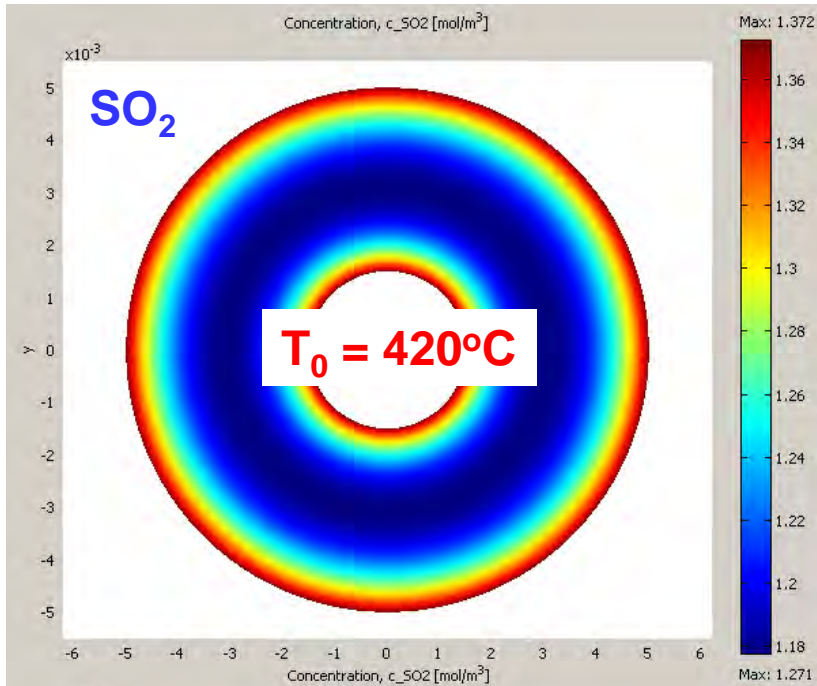 Concentration, c_SO2 [mol/m³]
Max: 1.372
x10⁻³
SO₂
T₀ = 420°C
y
5
4
3
2
1
0
-1
-2
-3
-4
-5
-6 -5 -4 -3 -2 -1 0 1 2 3 4 5 6
Concentration, c_SO2 [mol/m³]
1.36
1.34
1.32
1.3
1.28
1.26
1.24
1.22
1.2
1.18
Max: 1.271